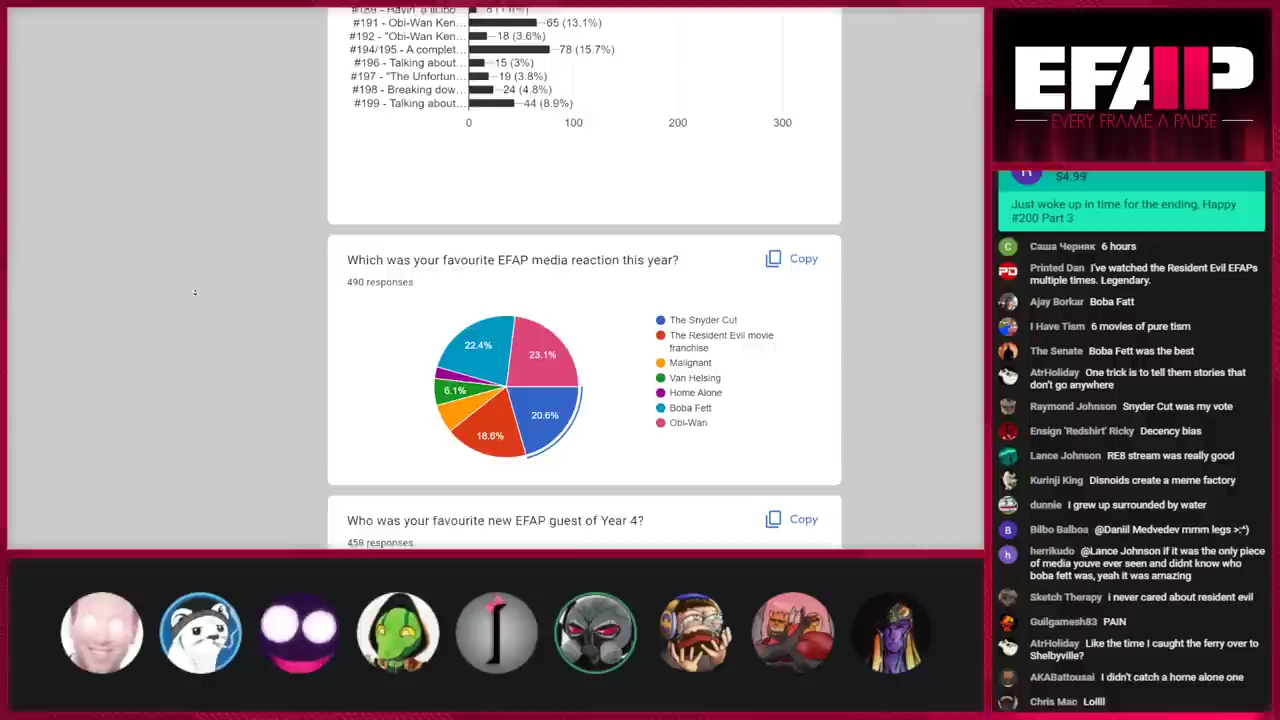 #191 - Obi-Wan Ken... 65 (13.1%)
#192 - "Obi-Wan Ken... 18 (3.6%)
#194/195 - A complet... 78 (15.7%)
#196 - Talking about... 15 (3%)
#197 - "The Unfortun... 19 (3.8%)
#198 - Breaking dow... 24 (4.8%)
#199 - Talking about... 44 (8.9%)
0 100 200 300
Which was your favourite EFAP media reaction this year?
Copy
490 responses
22.4%
23.1%
6.1%
18.6%
20.6%
The Snyder Cut
The Resident Evil movie
franchise
Malignant
Van Helsing
Home Alone
Boba Fett
Obi-Wan
Who was your favourite new EFAP guest of Year 4?
Copy
458 responses
EFAP
EVERY FRAME A PAUSE
$4.99
Just woke up in time for the ending, Happy
#200 Part 3
C
Саша Черняк 6 hours
Printed Dan I've watched the Resident Evil EFAPs
multiple times. Legendary.
Ajay Borkar Boba Fatt
I Have Tism 6 movies of pure tism
The Senate Boba Fett was the best
AtrHoliday One trick is to tell them stories that
don't go anywhere
Raymond Johnson Snyder Cut was my vote
Ensign 'Redshirt' Ricky Decency bias
Lance Johnson RE8 stream was really good
Kurinji King Disnoids create a meme factory
dunnie I grew up surrounded by water
B
Bilbo Balboa @Daniil Medvedev mmm legs >:^)
h
herrikudo @Lance Johnson if it was the only piece
of media youve ever seen and didnt know who
boba fett was, yeah it was amazing
Sketch Therapy i never cared about resident evil
Guilgamesh83 PAIN
AtrHoliday Like the time I caught the ferry over to
Shelbyville?
AKABattousai I didn't catch a home alone one
Chris Mac Lollll